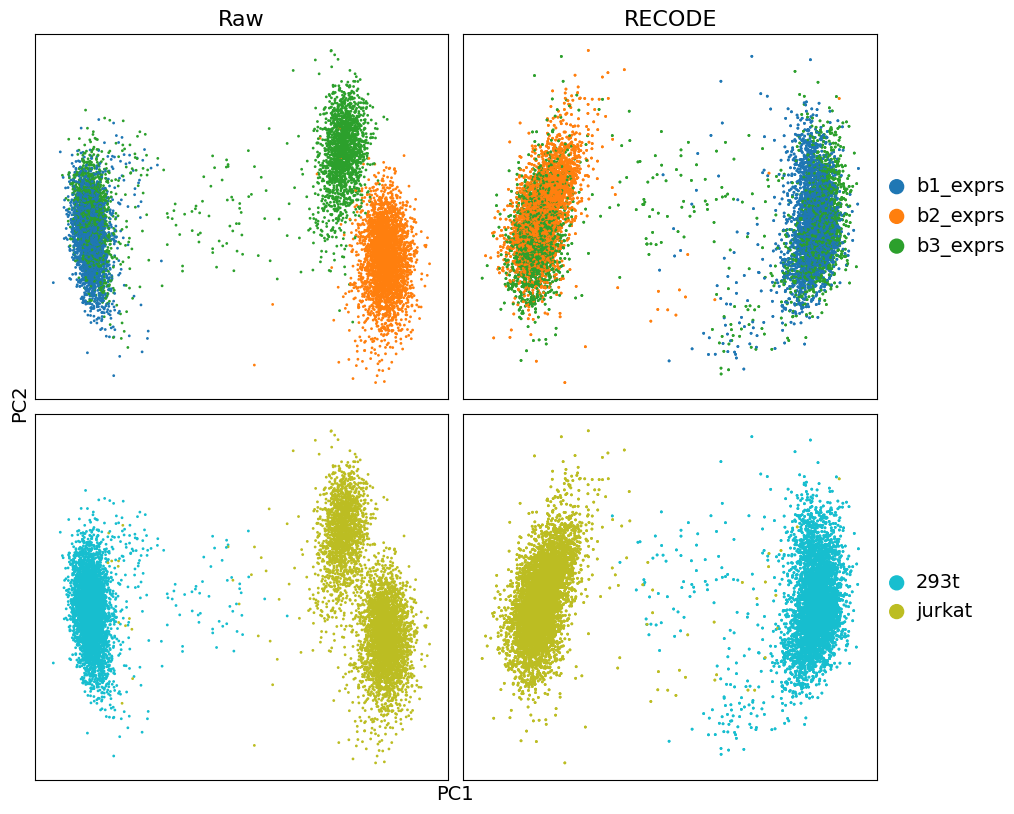 Raw
RECODE
b1_exprs
b2_exprs
b3_exprs
PC2
293t
jurkat
PC1